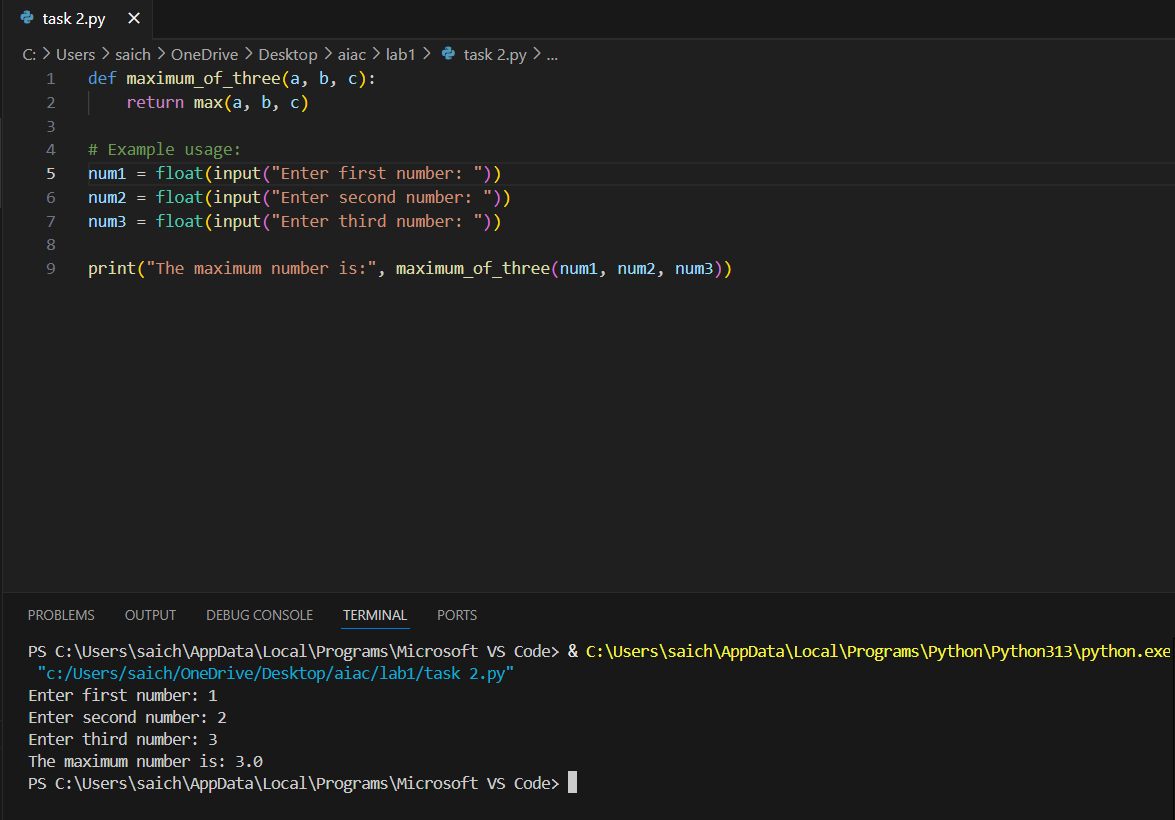 task 2.py
C: > Users > saich > OneDrive > Desktop > aiac > lab1 > task 2.py > ...
1 def maximum_of_three(a, b, c):
2     return max(a, b, c)
3
4 # Example usage:
5 num1 = float(input("Enter first number: "))
6 num2 = float(input("Enter second number: "))
7 num3 = float(input("Enter third number: "))
8
9 print("The maximum number is:", maximum_of_three(num1, num2, num3))
PROBLEMS OUTPUT DEBUG CONSOLE TERMINAL PORTS
PS C:\Users\saich\AppData\Local\Programs\Microsoft VS Code> & C:\Users\saich\AppData\Local\Programs\Python\Python313\python.exe
"c:/Users/saich/OneDrive/Desktop/aiac/lab1/task 2.py"
Enter first number: 1
Enter second number: 2
Enter third number: 3
The maximum number is: 3.0
PS C:\Users\saich\AppData\Local\Programs\Microsoft VS Code>